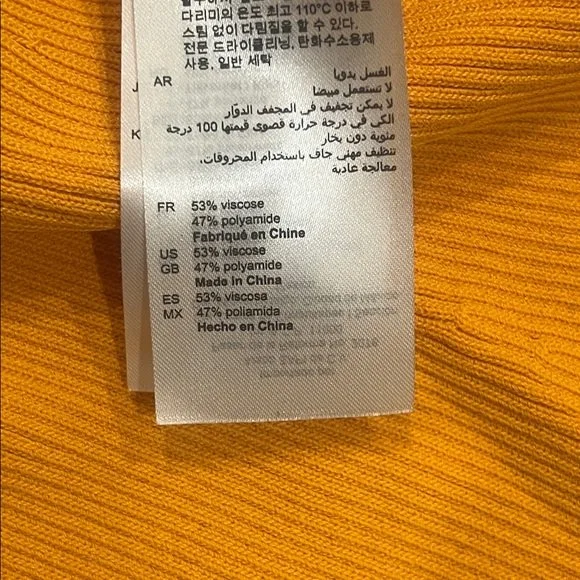 다리미의 온도 최고 110°C 이하로
스팀 없이 다림질을 할 수 있다.
전문 드라이클리닝, 탄화수소용제
사용, 일반 세탁
J
K
AR
الغسل يدويا
لا تستعمل مبيضا
لا يمكن تجفيف في المجفف الدوّار
الكي في درجة حرارة قصوى قيمتها 100 درجة
مئوية دون بخار
تنظيف مهني جاف باستخدام المحروقات،
معالجة عادية
FR 53% viscose
47% polyamide
Fabriqué en Chine
US 53% viscose
GB 47% polyamide
Made in China
ES 53% viscosa
MX 47% poliamida
Hecho en China